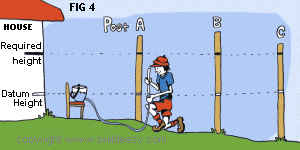 FIG 4
Post A
B
C
HOUSE
Required
height
Datum
Height
copyright www.buildeazy.com